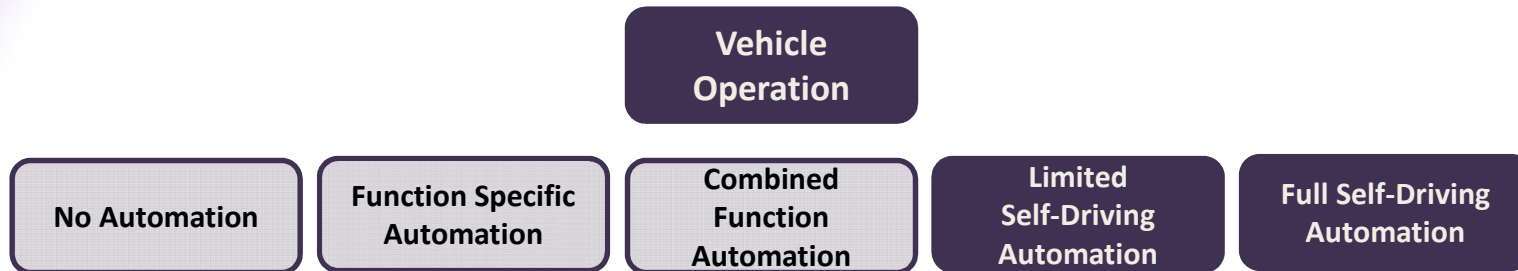 Vehicle
Operation
No Automation
Function Specific
Automation
Combined
Function
Automation
Limited
Self-Driving
Automation
Full Self-Driving
Automation